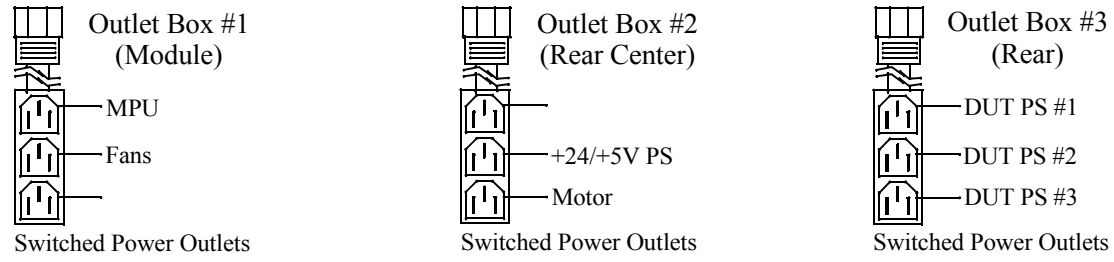 Outlet Box #1
(Module)
MPU
Fans
Switched Power Outlets
Outlet Box #2
(Rear Center)
+24/+5V PS
Motor
Switched Power Outlets
Outlet Box #3
(Rear)
DUT PS #1
DUT PS #2
DUT PS #3
Switched Power Outlets